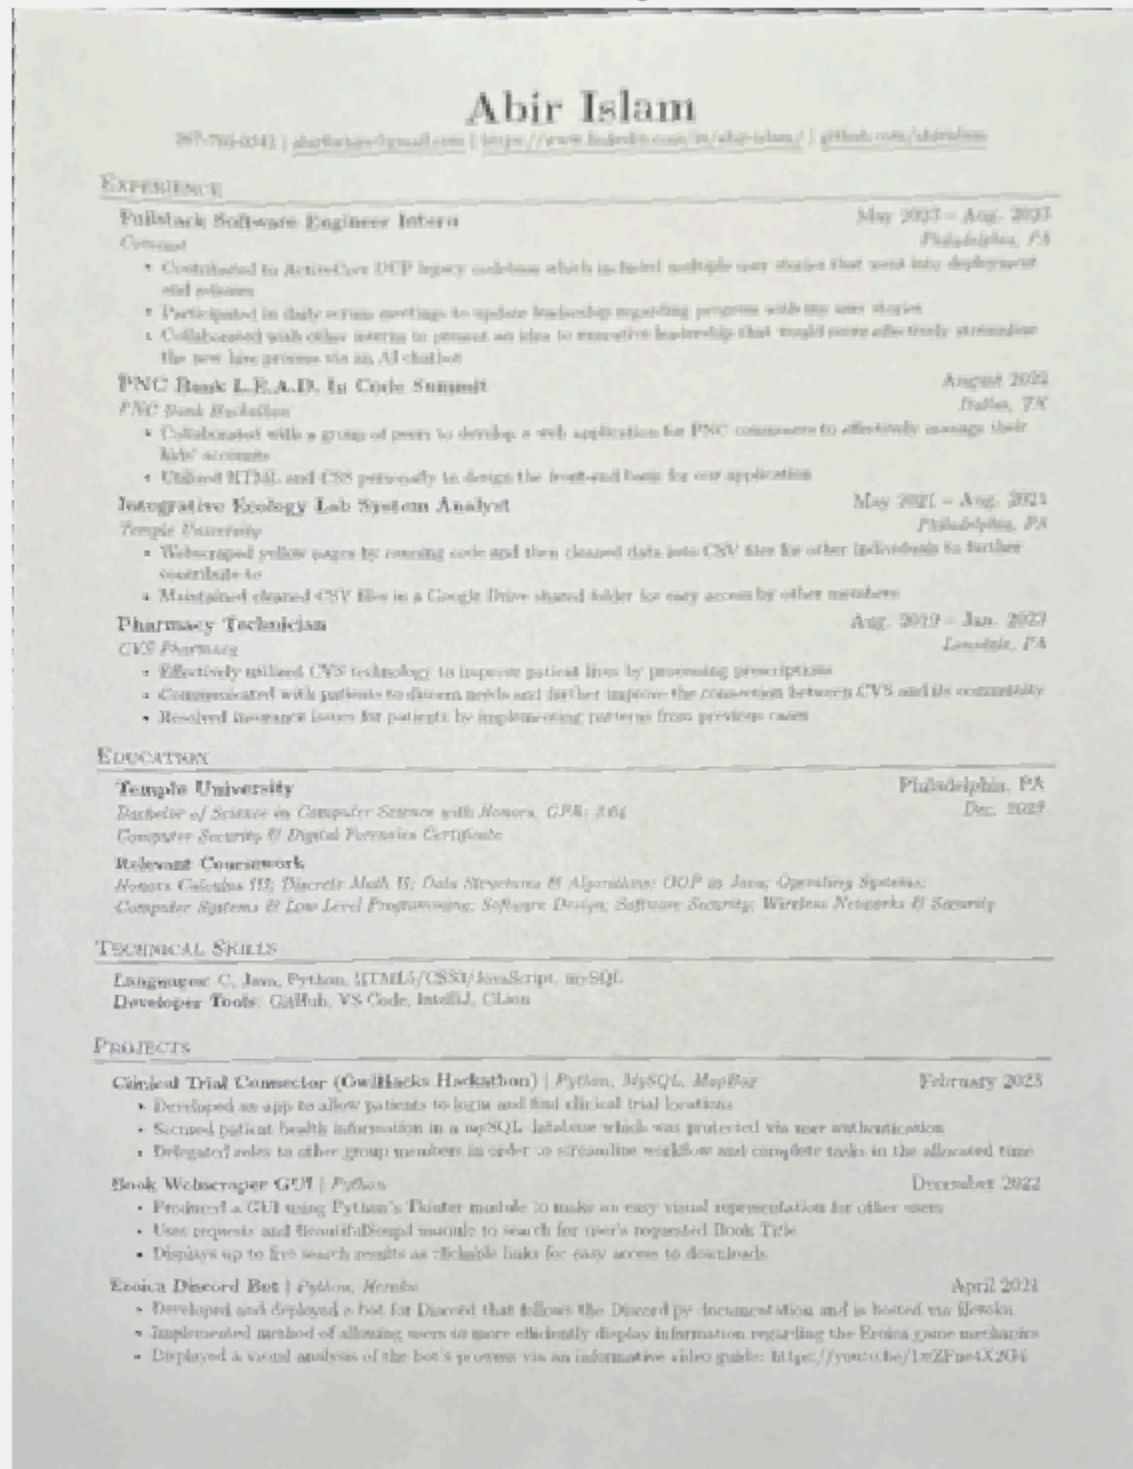 Abir Islam
EXPERIENCE
Fullstack Software Engineer Intern May 2023 – Aug. 2023
Comcast Philadelphia, PA
• Contributed to ActiveCore DCP legacy codebase which included multiple user stories that went into deployment
and release
• Participated in daily scrum meetings to update leadership regarding progress with my user stories
• Collaborated with other interns to present an idea to executive leadership that would more effectively streamline
the new hire process via an AI chatbot
PNC Bank L.E.A.D. In Code Summit August 2022
PNC Bank Hackathon Dallas, TX
• Collaborated with a group of peers to develop a web application for PNC consumers to effectively manage their
kids' accounts
• Utilized HTML and CSS personally to design the front-end basis for our application
Integrative Ecology Lab System Analyst May 2021 – Aug. 2021
Temple University Philadelphia, PA
• Webscraped yellow pages by running code and then cleaned data into CSV files for other individuals to further
contribute to
• Maintained cleaned CSV files in a Google Drive shared folder for easy access by other members
Pharmacy Technician Aug. 2019 – Jan. 2023
CVS Pharmacy Lansdale, PA
• Effectively utilized CVS technology to improve patient lives by processing prescriptions
• Communicated with patients to discern needs and further improve the connection between CVS and its community
• Resolved insurance issues for patients by implementing patterns from previous cases
EDUCATION
Temple University Philadelphia, PA
Bachelor of Science in Computer Science with Honors, GPA: Dec. 2023
Computer Security & Digital Forensics Certificate
Relevant Coursework
Honors Calculus III; Discrete Math II; Data Structures & Algorithms; OOP in Java; Operating Systems;
Computer Systems & Low Level Programming; Software Design; Software Security; Wireless Networks & Security
TECHNICAL SKILLS
Languages: C, Java, Python, HTML5/CSS3/JavaScript, mySQL
Developer Tools: GitHub, VS Code, IntelliJ, CLion
PROJECTS
Clinical Trial Connector (OwlHacks Hackathon) | Python, MySQL, MapBox February 2023
• Developed an app to allow patients to login and find clinical trial locations
• Secured patient health information in a mySQL database which was protected via user authentication
• Delegated roles to other group members in order to streamline workflow and complete tasks in the allocated time
Book Webscraper GUI | Python December 2022
• Produced a GUI using Python's Tkinter module to make an easy visual representation for other users
• Uses requests and BeautifulSoup4 module to search for user's requested Book Title
• Displays up to five search results as clickable links for easy access to downloads
Eroica Discord Bot | Python, Heroku April 2021
• Developed and deployed a bot for Discord that follows the Discord.py documentation and is hosted via Heroku
• Implemented method of allowing users to more efficiently display information regarding the Eroica game mechanics
• Displayed a visual analysis of the bot's process via an informative video guide: